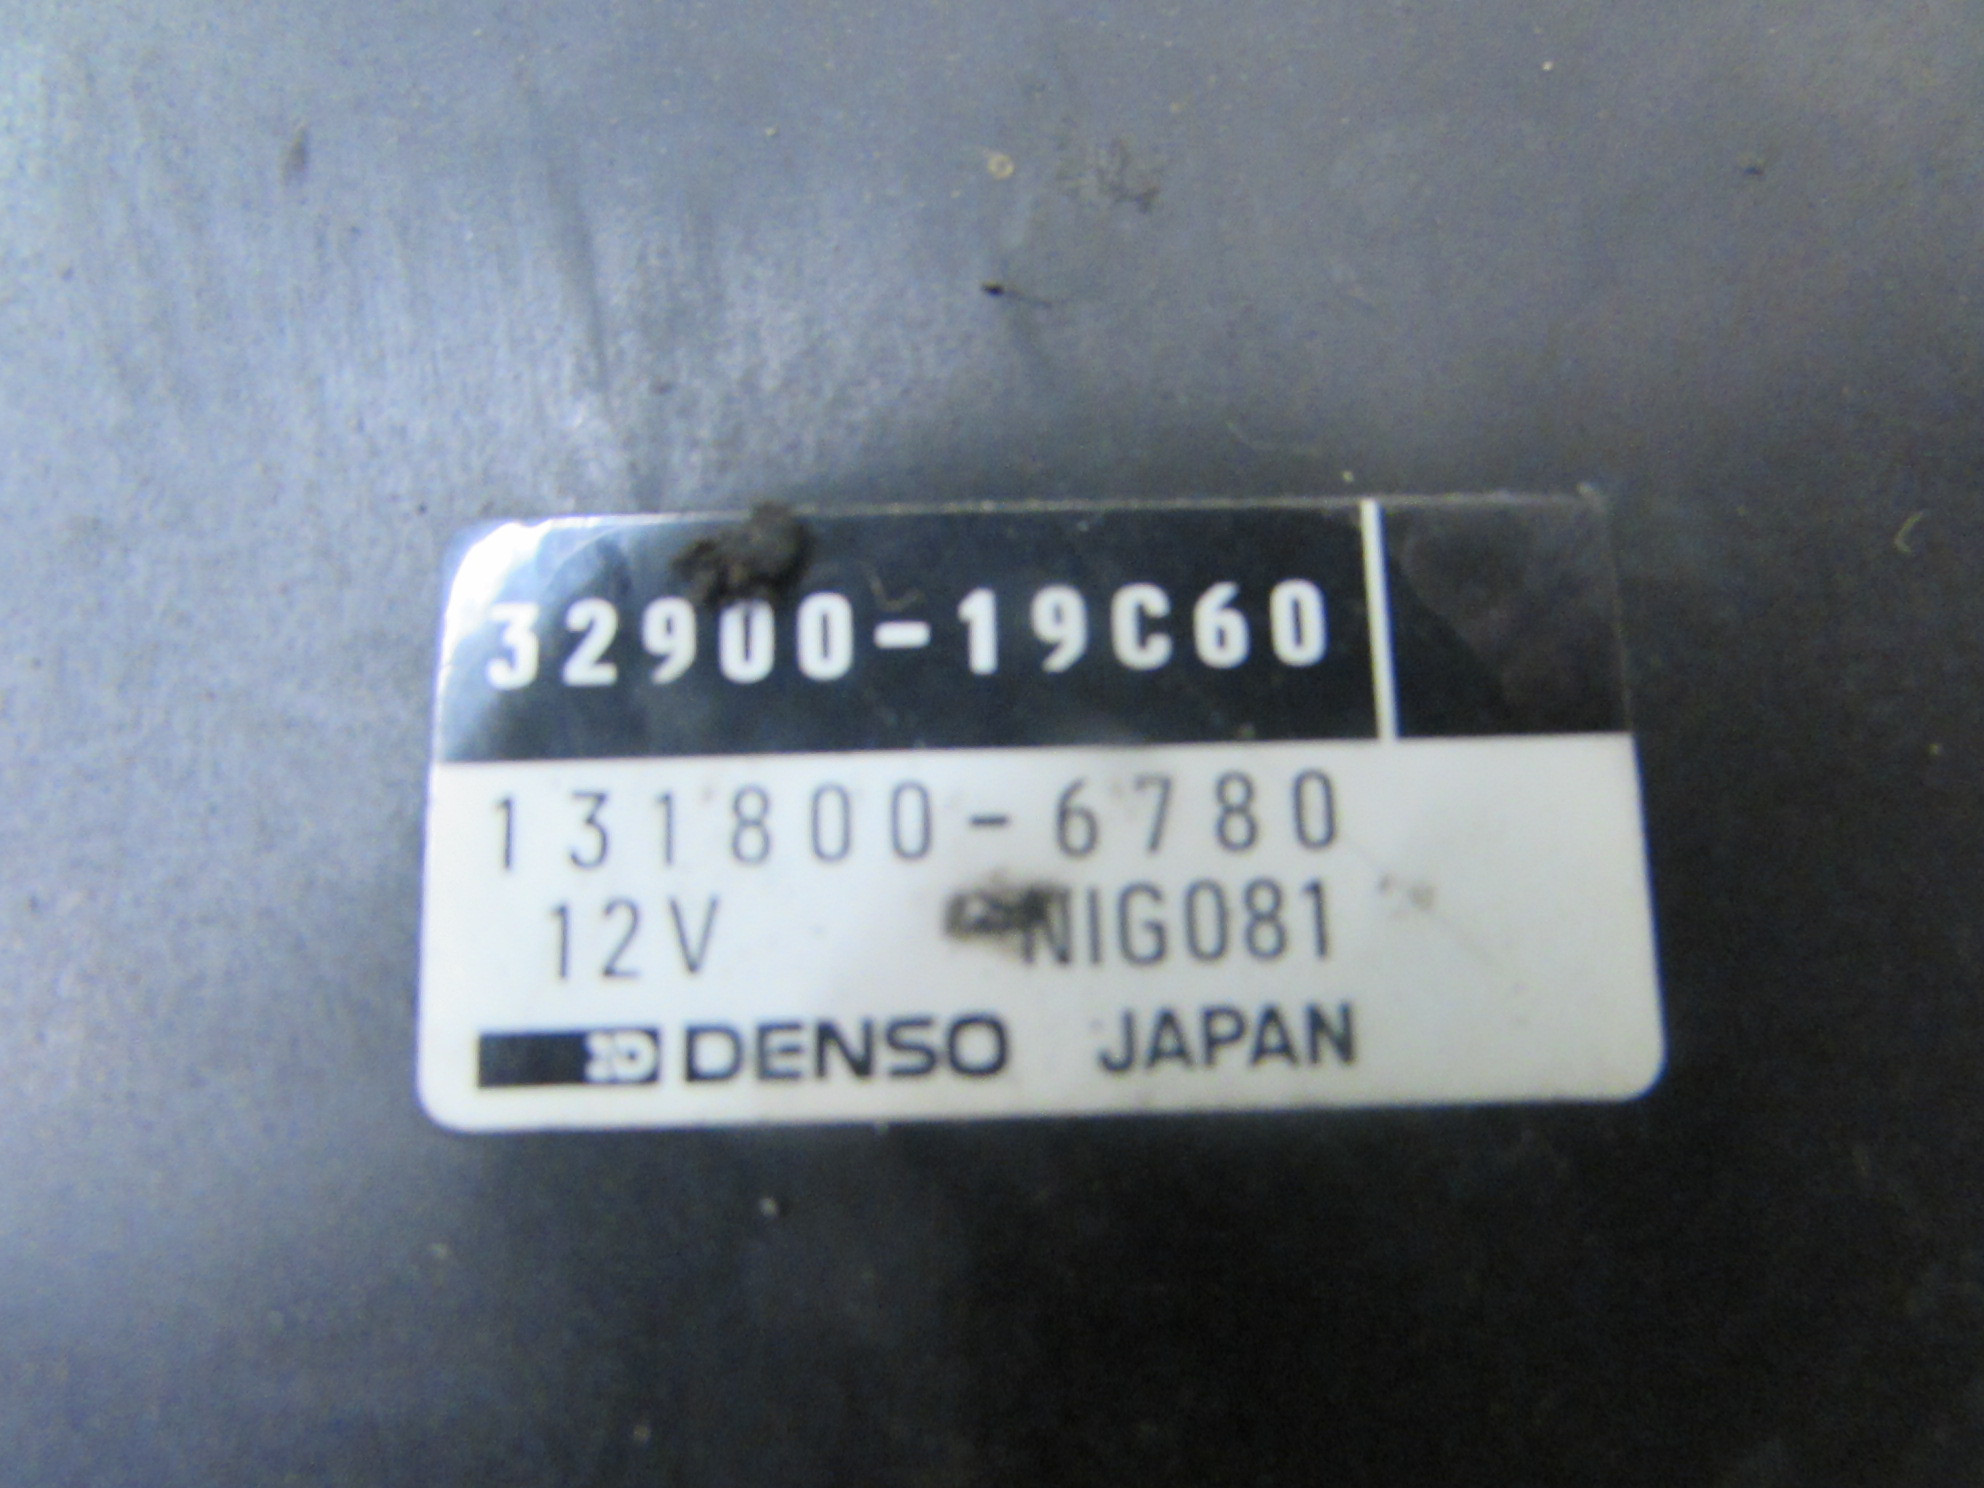 32900-19C60
131800-6780
12V NIG081
DENSO JAPAN